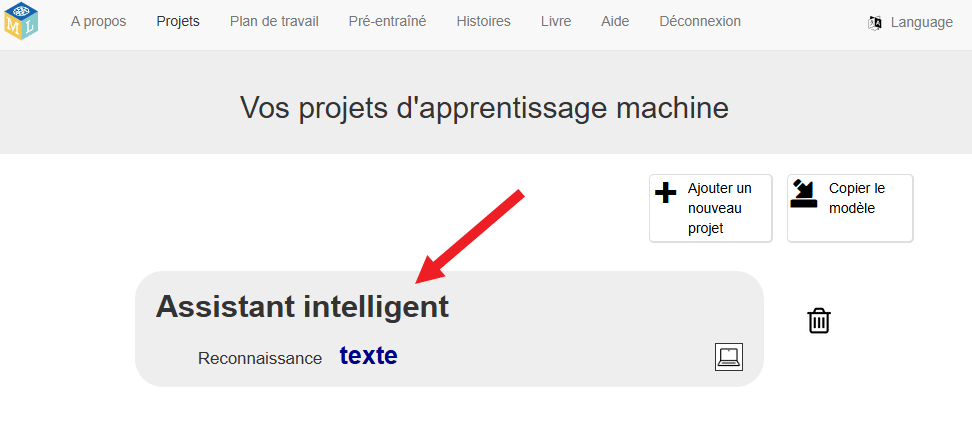 M L
A propos Projets Plan de travail Pré-entraîné Histoires Livre Aide Déconnexion Language
Vos projets d'apprentissage machine
Ajouter un
nouveau
projet
Copier le
modèle
Assistant intelligent
Reconnaissance texte